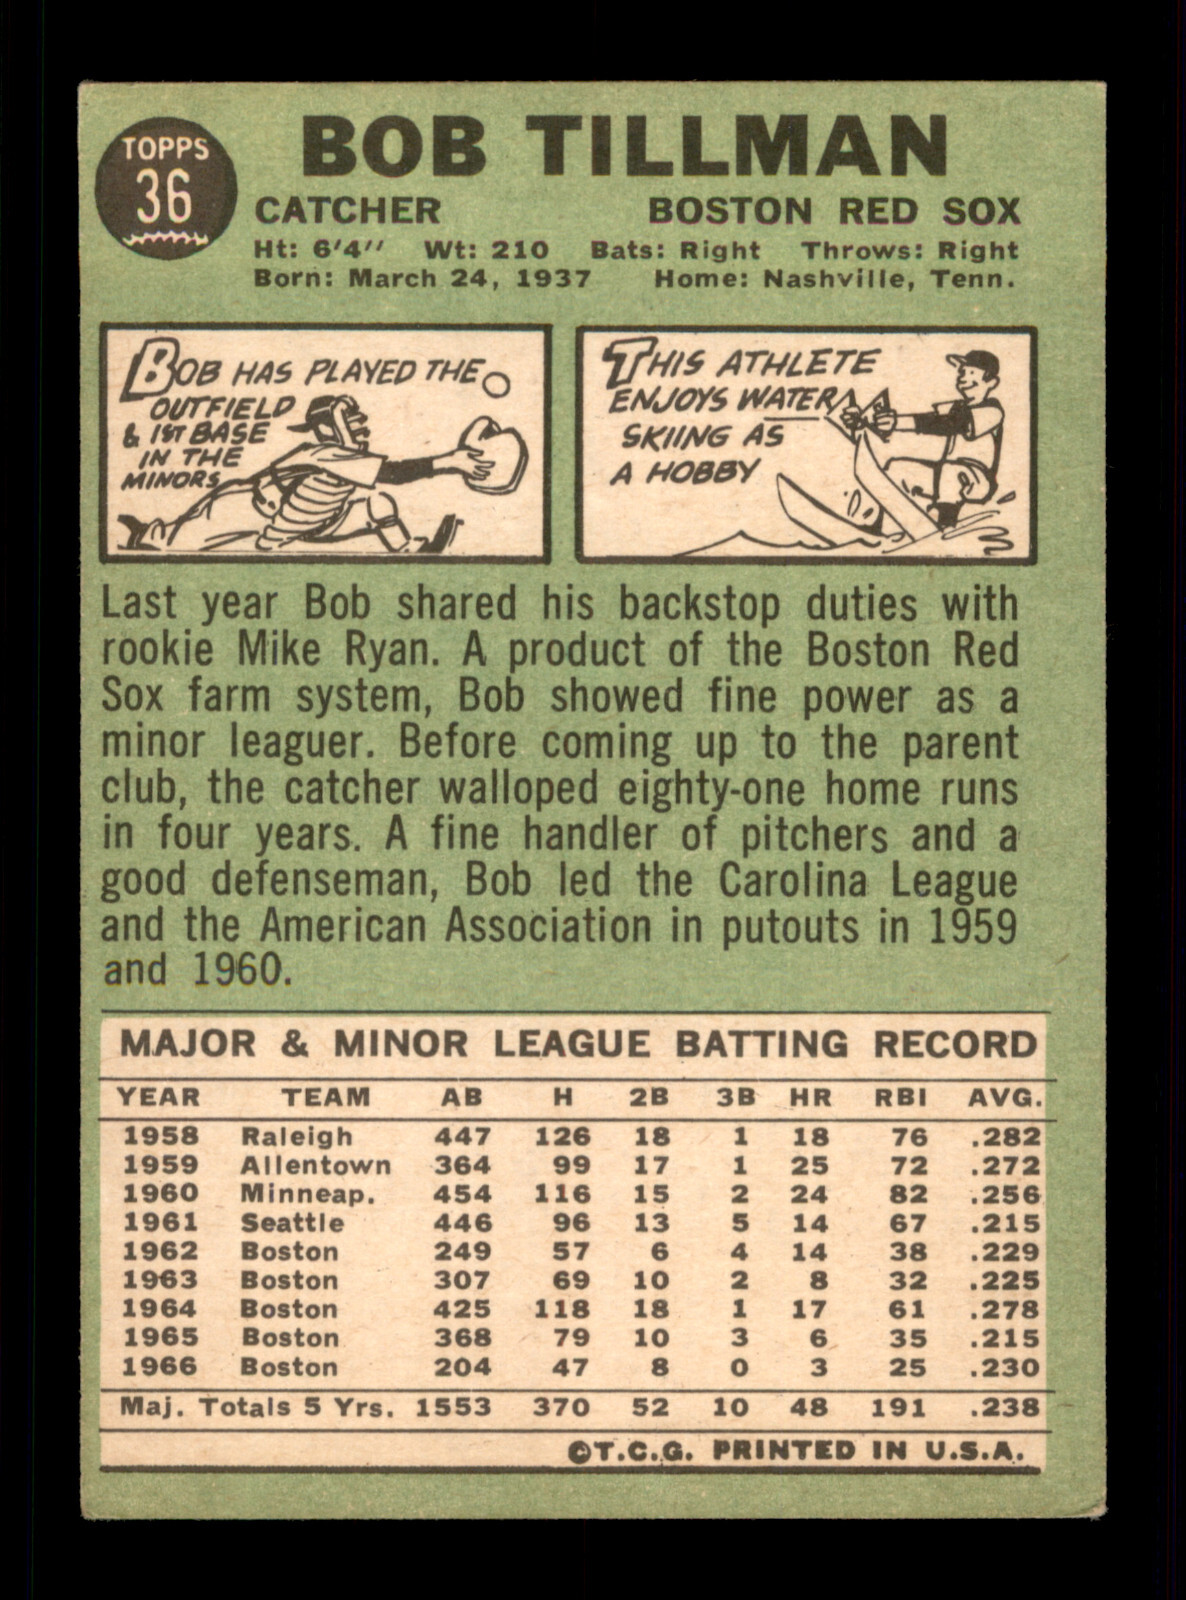 TOPPS
36
BOB TILLMAN
CATCHER BOSTON RED SOX
Ht: 6'4" Wt: 210 Bats: Right Throws: Right
Born: March 24, 1937 Home: Nashville, Tenn.
BOB HAS PLAYED THE
OUTFIELD
& 1ST BASE
IN THE
MINORS
THIS ATHLETE
ENJOYS WATER
SKIING AS
A HOBBY
Last year Bob shared his backstop duties with
rookie Mike Ryan. A product of the Boston Red
Sox farm system, Bob showed fine power as a
minor leaguer. Before coming up to the parent
club, the catcher walloped eighty-one home runs
in four years. A fine handler of pitchers and a
good defenseman, Bob led the Carolina League
and the American Association in putouts in 1959
and 1960.
MAJOR & MINOR LEAGUE BATTING RECORD
YEAR TEAM AB H 2B 3B HR RBI AVG.
1958 Raleigh 447 126 18 1 18 76 .282
1959 Allentown 364 99 17 1 25 72 .272
1960 Minneap. 454 116 15 2 24 82 .256
1961 Seattle 446 96 13 5 14 67 .215
1962 Boston 249 57 6 4 14 38 .229
1963 Boston 307 69 10 2 8 32 .225
1964 Boston 425 118 18 1 17 61 .278
1965 Boston 368 79 10 3 6 35 .215
1966 Boston 204 47 8 0 3 25 .230
Maj. Totals 5 Yrs. 1553 370 52 10 48 191 .238
©T.C.G. PRINTED IN U.S.A.